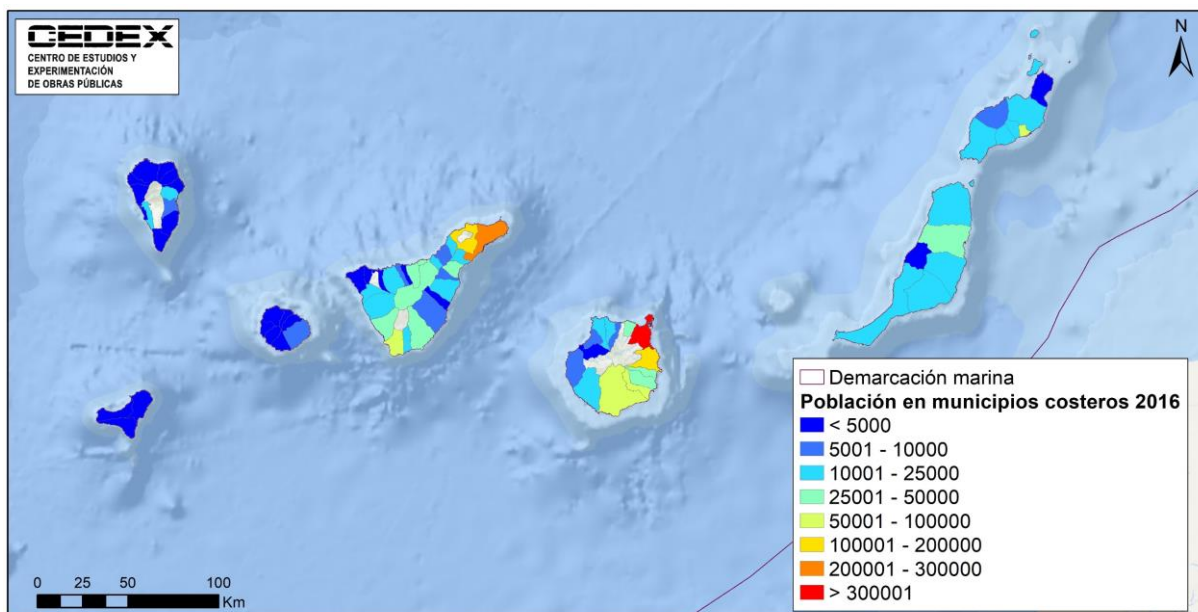 CEDEX
CENTRO DE ESTUDIOS Y
EXPERIMENTACIÓN
DE OBRAS PÚBLICAS
N
Demarcación marina
Población en municipios costeros 2016
< 5000
5001 - 10000
10001 - 25000
25001 - 50000
50001 - 100000
100001 - 200000
200001 - 300000
> 300001
0 25 50 100
Km